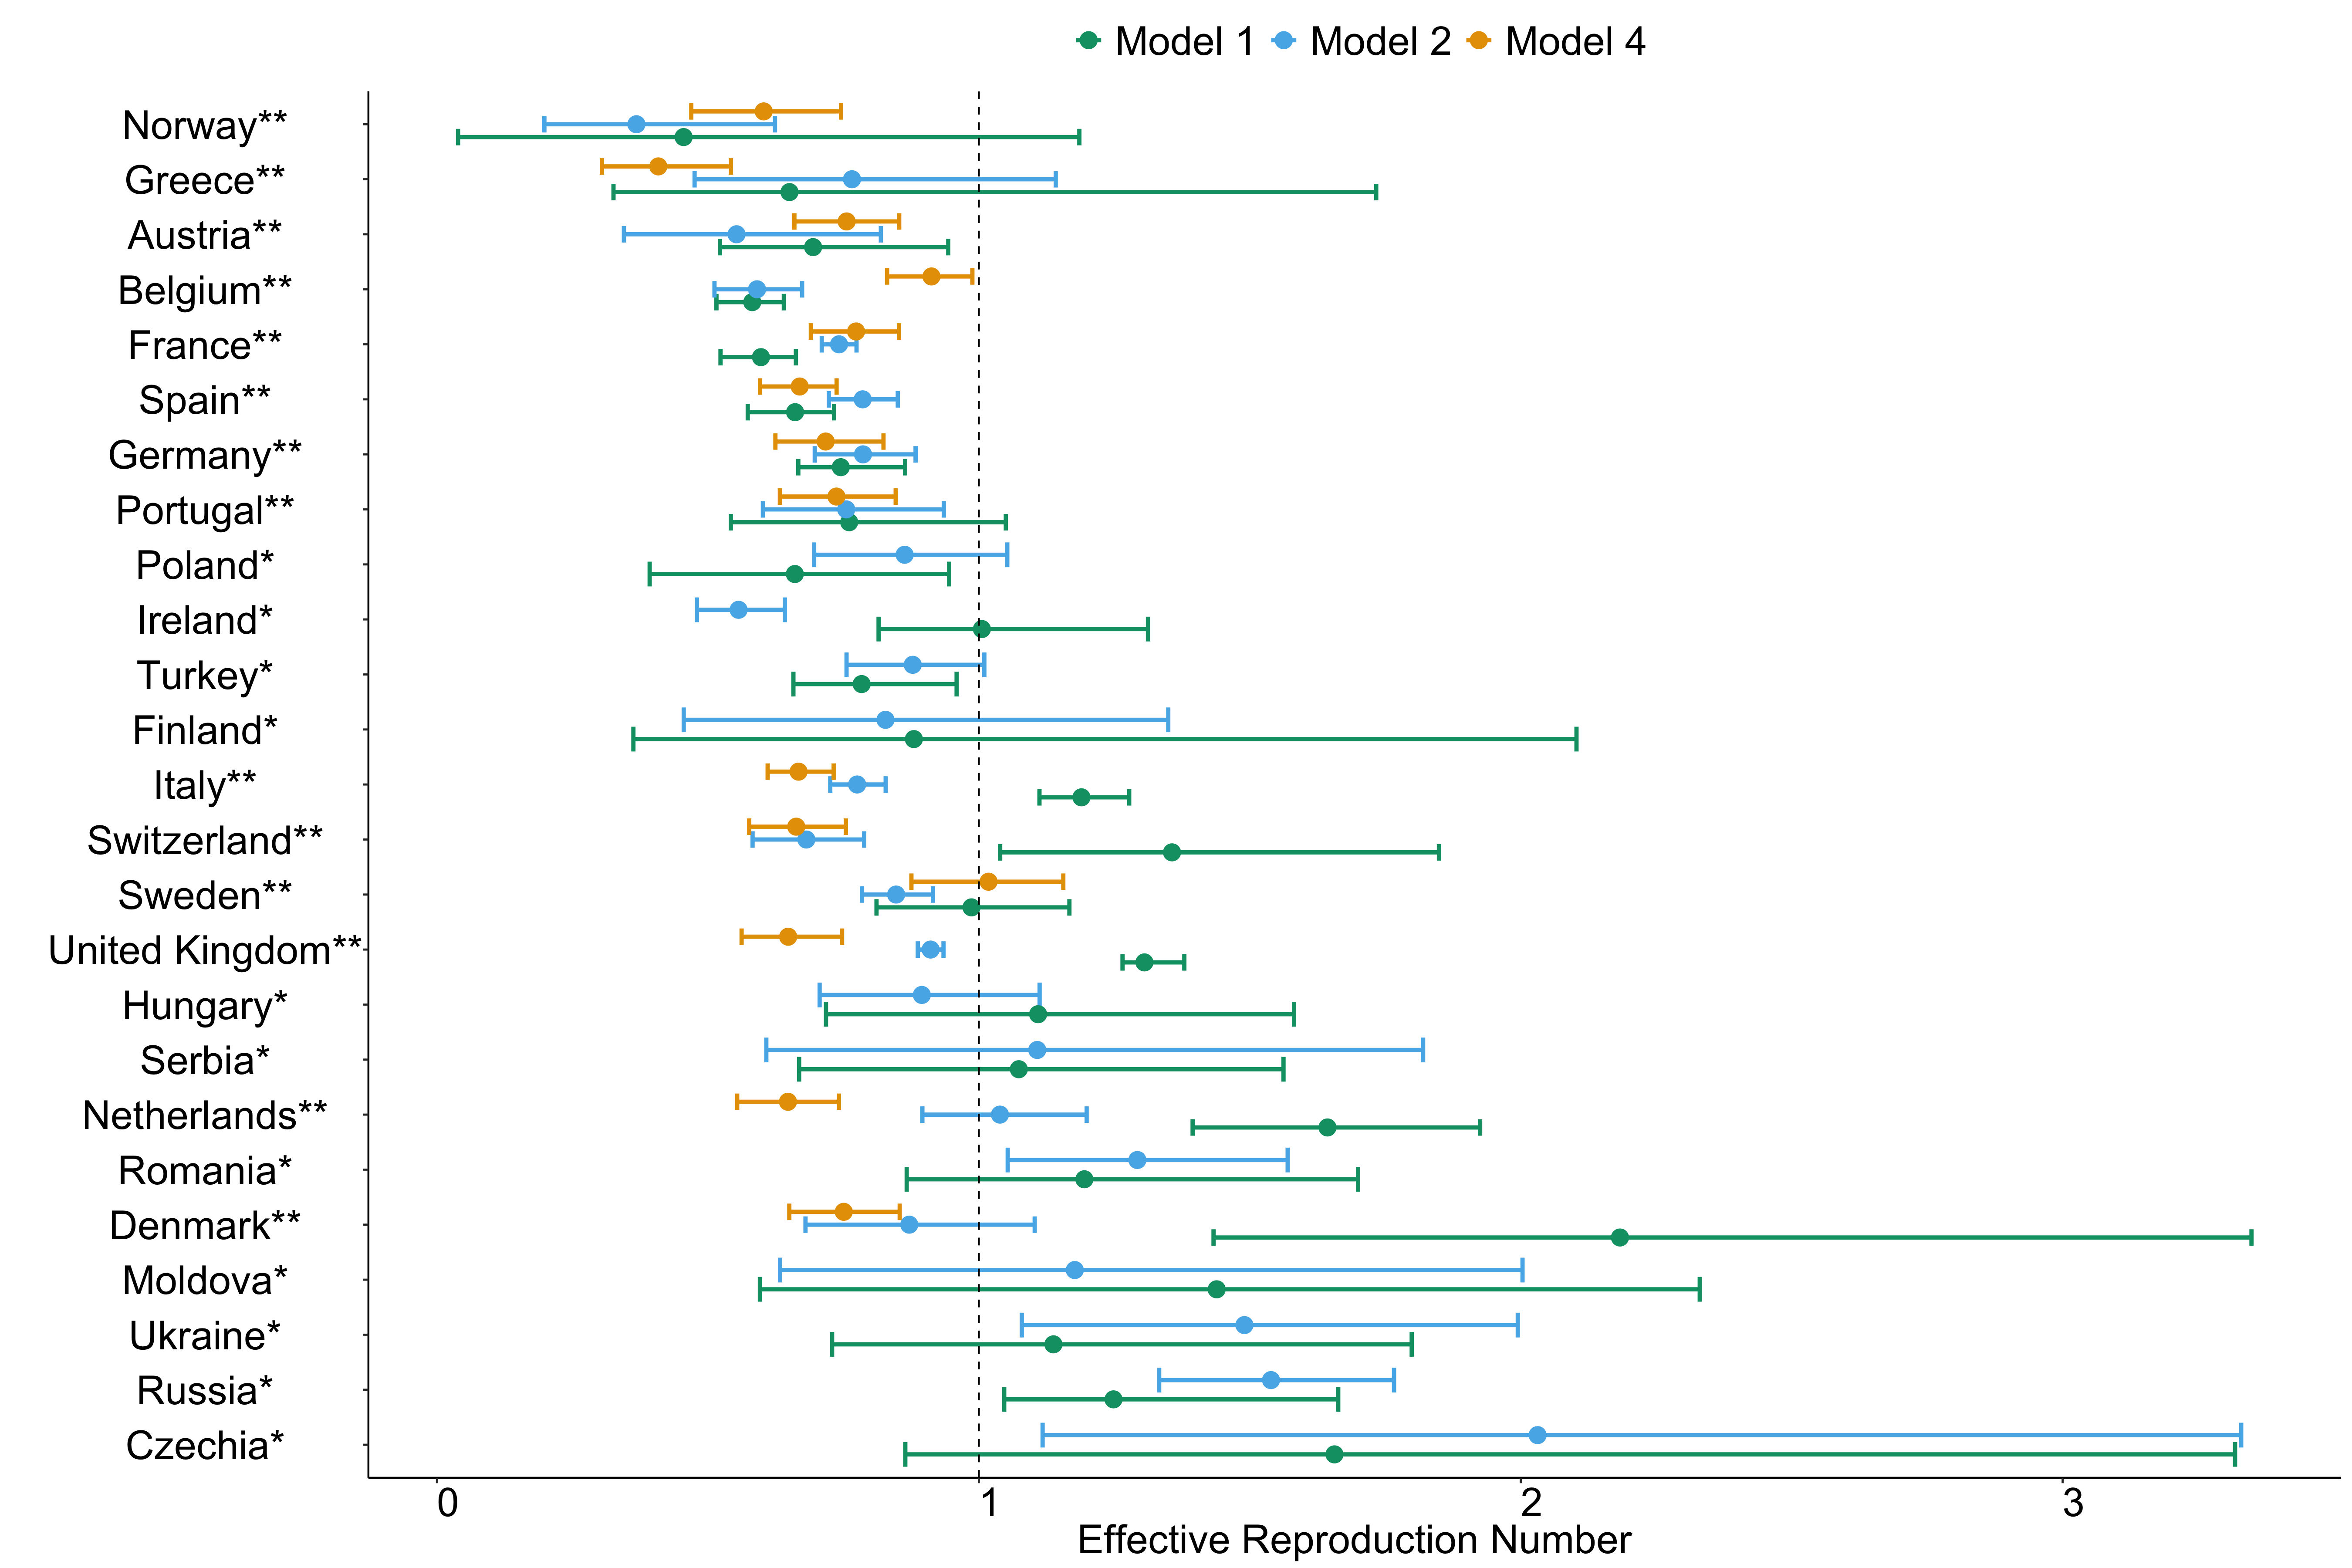 Model 1 Model 2 Model 4
Norway**
Greece**
Austria**
Belgium**
France**
Spain**
Germany**
Portugal**
Poland*
Ireland*
Turkey*
Finland*
Italy**
Switzerland**
Sweden**
United Kingdom**
Hungary*
Serbia*
Netherlands**
Romania*
Denmark**
Moldova*
Ukraine*
Russia*
Czechia*
0 1 2 3
Effective Reproduction Number